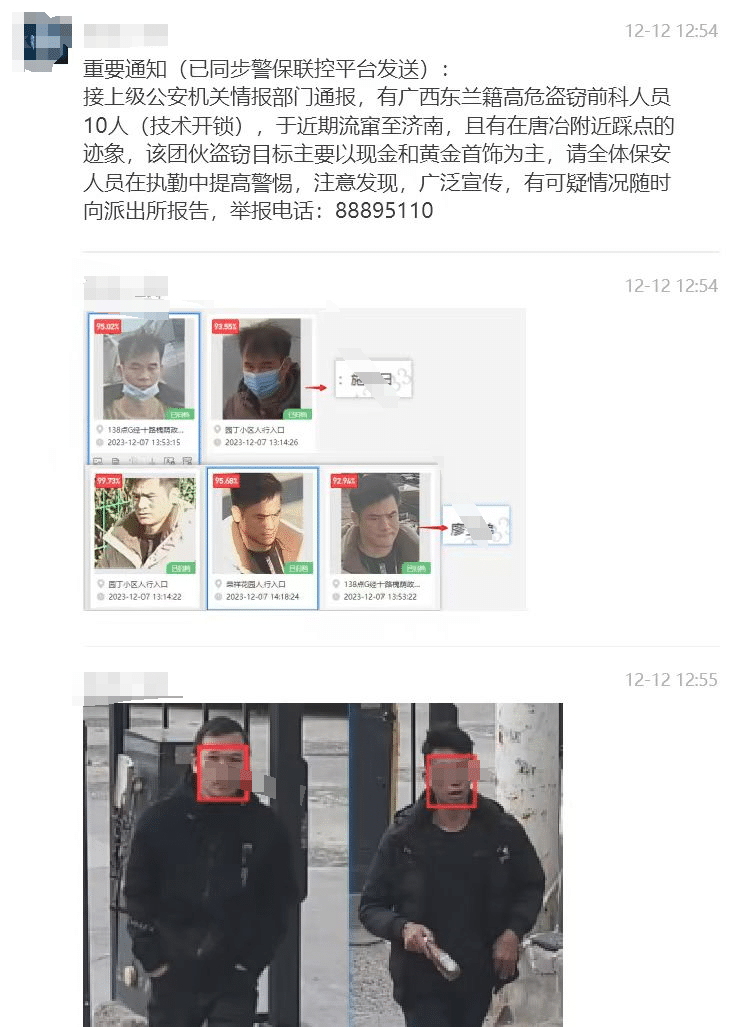 12-12 12:54
重要通知（已同步警保联控平台发送）：
接上级公安机关情报部门通报，有广西东兰籍高危盗窃前科人员
10人（技术开锁），于近期流窜至济南，且有在唐冶附近踩点的
迹象，该团伙盗窃目标主要以现金和黄金首饰为主，请全体保安
人员在执勤中提高警惕，注意发现，广泛宣传，有可疑情况随时
向派出所报告，举报电话：88895110
12-12 12:54
95.02%
93.55%
已归档
已归档
138点G经十路槐荫政...
2023-12-07 13:53:15
园丁小区人行入口
2023-12-07 13:14:26
99.73%
95.68%
92.94%
已归档
已归档
已归档
园丁小区人行入口
2023-12-07 13:14:22
荣祥花园人行入口
2023-12-07 14:18:24
138点G经十路槐荫政...
2023-12-07 13:53:22
12-12 12:55